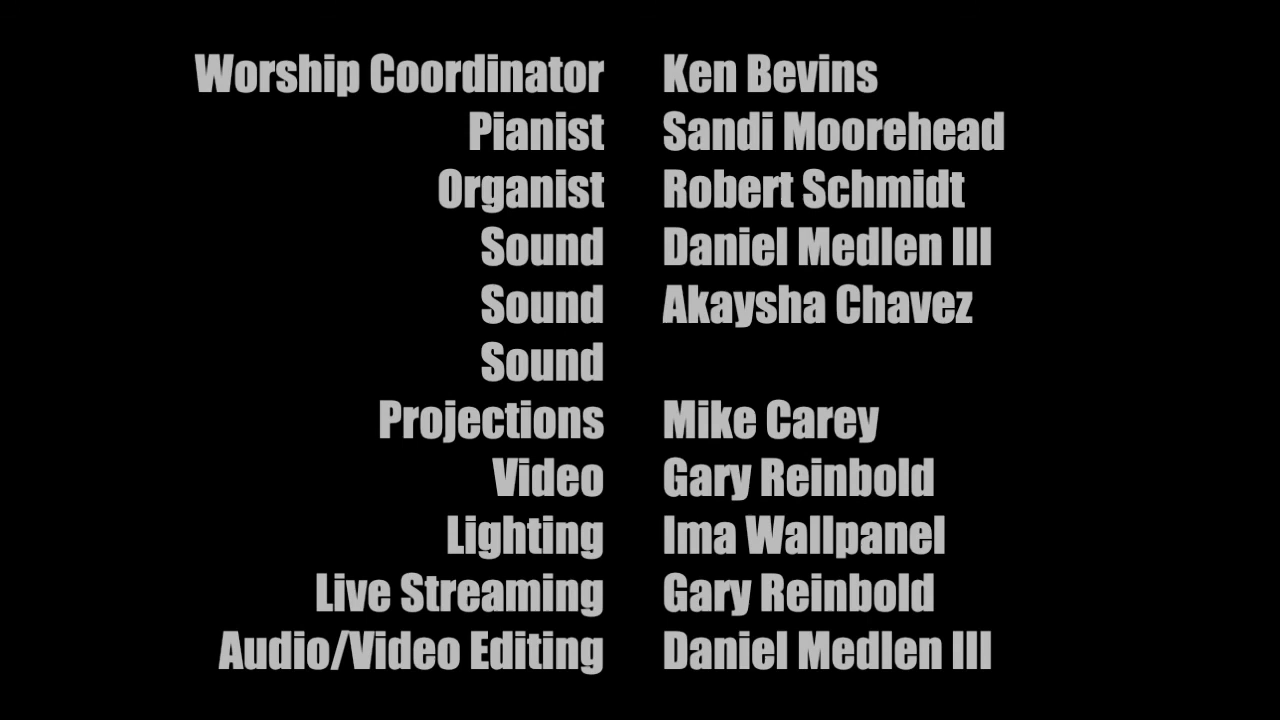 Worship Coordinator Ken Bevins
Pianist Sandi Moorehead
Organist Robert Schmidt
Sound Daniel Medlen III
Sound Akaysha Chavez
Sound
Projections Mike Carey
Video Gary Reinbold
Lighting Ima Wallpanel
Live Streaming Gary Reinbold
Audio/Video Editing Daniel Medlen III